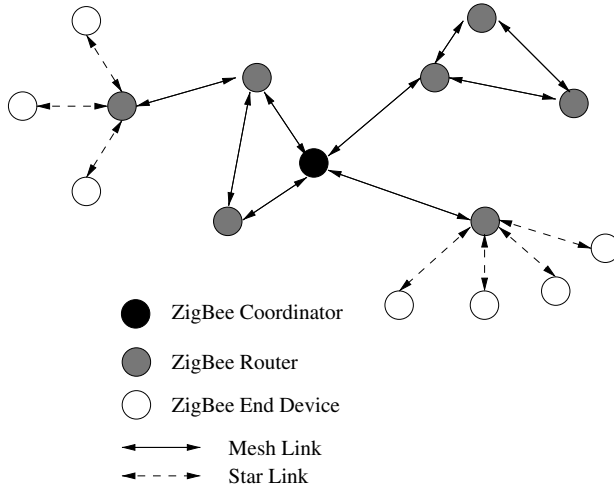 ZigBee Coordinator
ZigBee Router
ZigBee End Device
Mesh Link
Star Link